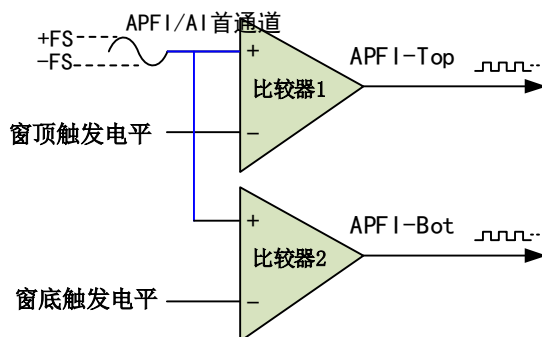 APFI/AI首通道
+FS
-FS
+
APFI-Top
比较器1
窗顶触发电平
-
+
APFI-Bot
比较器2
窗底触发电平
-